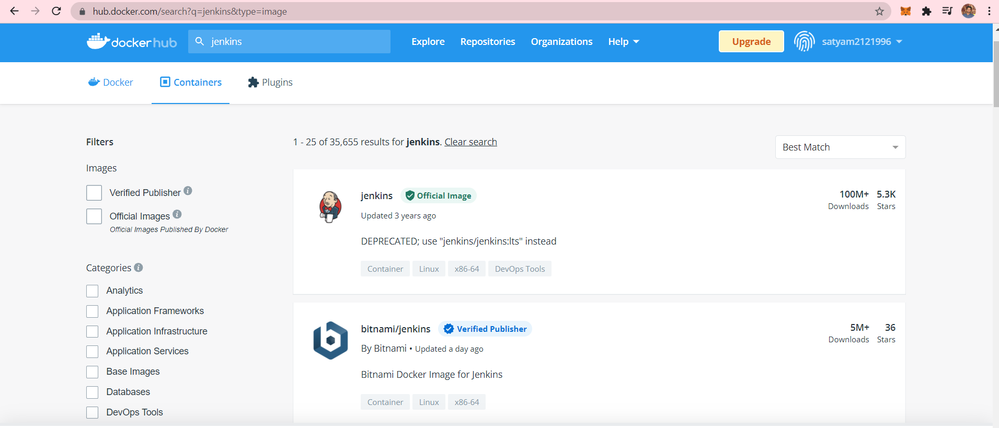 hub.docker.com/search?q=jenkins&type=image
docker hub
jenkins
Explore Repositories Organizations Help
Upgrade
satyam2121996
Docker Containers Plugins
Filters
Images
Verified Publisher
Official Images
Official Images Published By Docker
Categories
Analytics
Application Frameworks
Application Infrastructure
Application Services
Base Images
Databases
DevOps Tools
1 - 25 of 35,655 results for jenkins. Clear search
Best Match
jenkins Official Image
Updated 3 years ago
100M+ 5.3K
Downloads Stars
DEPRECATED; use "jenkins/jenkins:lts" instead
Container Linux x86-64 DevOps Tools
bitnami/jenkins Verified Publisher
By Bitnami • Updated a day ago
5M+ 36
Downloads Stars
Bitnami Docker Image for Jenkins
Container Linux x86-64